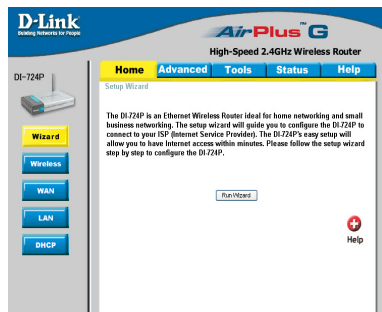 D-Link
Building Networks for People
AirPlus G™
High-Speed 2.4GHz Wireless Router
DI-724P
Home Advanced Tools Status Help
Setup Wizard
The DI-724P is an Ethernet Wireless Router ideal for home networking and small
business networking. The setup wizard will guide you to configure the DI-724P to
connect to your ISP (Internet Service Provider). The DI-724P's easy setup will
allow you to have Internet access within minutes. Please follow the setup wizard
step by step to configure the DI-724P.
Run Wizard
Help
Wizard
Wireless
WAN
LAN
DHCP